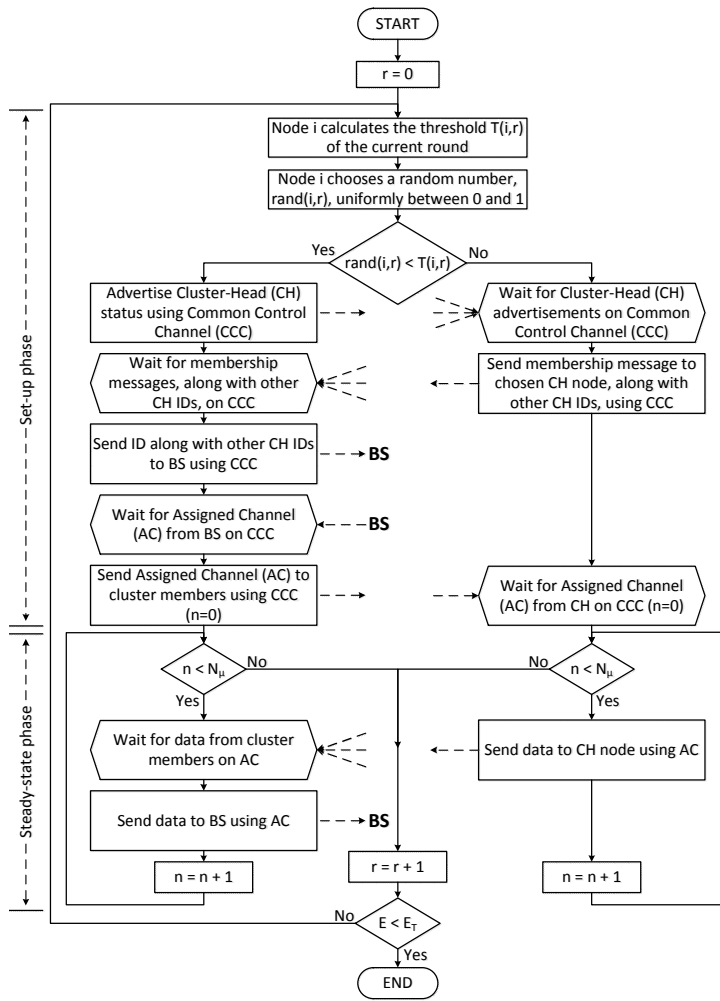 START
r = 0
Node i calculates the threshold T(i,r)
of the current round
Node i chooses a random number,
rand(i,r), uniformly between 0 and 1
Yes
rand(i,r) < T(i,r)
No
Set-up phase
Advertise Cluster-Head (CH)
status using Common Control
Channel (CCC)
Wait for Cluster-Head (CH)
advertisements on Common
Control Channel (CCC)
Wait for membership
messages, along with other
CH IDs, on CCC
Send membership message to
chosen CH node, along with
other CH IDs, using CCC
Send ID along with other CH IDs
to BS using CCC
BS
Wait for Assigned Channel
(AC) from BS on CCC
BS
Send Assigned Channel (AC) to
cluster members using CCC
(n=0)
Wait for Assigned Channel
(AC) from CH on CCC (n=0)
Steady-state phase
n < Nμ
No
Yes
No
n < Nμ
Yes
Wait for data from cluster
members on AC
Send data to CH node using AC
Send data to BS using AC
BS
n = n + 1
r = r + 1
n = n + 1
No
E < ET
Yes
END